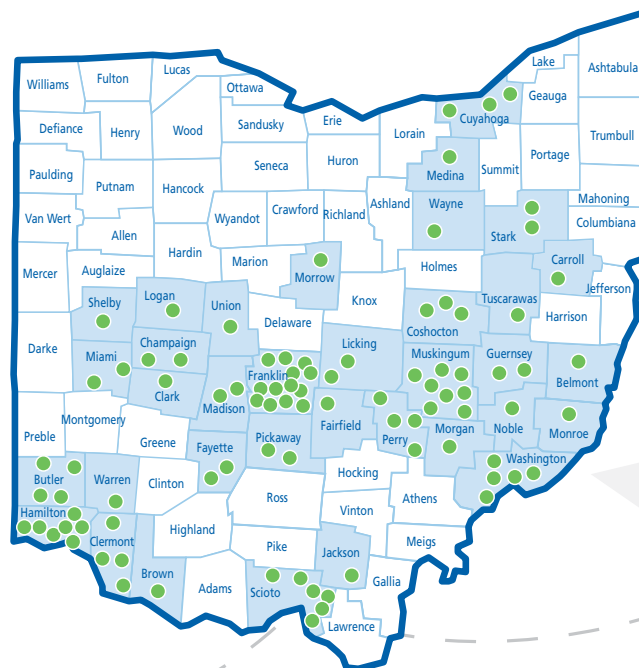 Lake
Ashtabula
Lucas
Fulton
Williams
Ottawa
Geauga
Cuyahoga
Erie
Sandusky
Defiance
Henry
Wood
Lorain
Trumbull
Portage
Huron
Seneca
Summit
Paulding
Medina
Putnam
Hancock
Mahoning
Ashland
Wayne
Crawford
Richland
Van Wert
Wyandot
Columbiana
Allen
Stark
Hardin
Marion
Carroll
Holmes
Mercer
Auglaize
Morrow
Jefferson
Logan
Knox
Tuscarawas
Shelby
Union
Harrison
Delaware
Coshocton
Champaign
Licking
Darke
Miami
Muskingum
Guernsey
Franklin
Belmont
Clark
Madison
Montgomery
Fairfield
Morgan
Noble
Monroe
Preble
Pickaway
Perry
Greene
Fayette
Washington
Hocking
Butler
Warren
Clinton
Ross
Athens
Vinton
Hamilton
Highland
Clermont
Pike
Meigs
Jackson
Brown
Gallia
Adams
Scioto
Lawrence